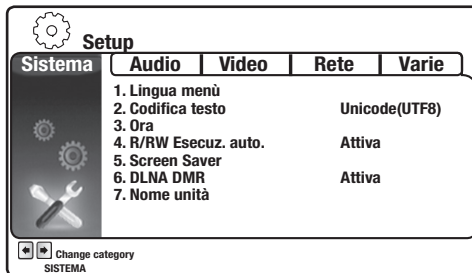 Setup
Sistema Audio Video Rete Varie
1. Lingua menù
2. Codifica testo Unicode(UTF8)
3. Ora
4. R/RW Esecuz. auto. Attiva
5. Screen Saver
6. DLNA DMR Attiva
7. Nome unità
Change category
SISTEMA